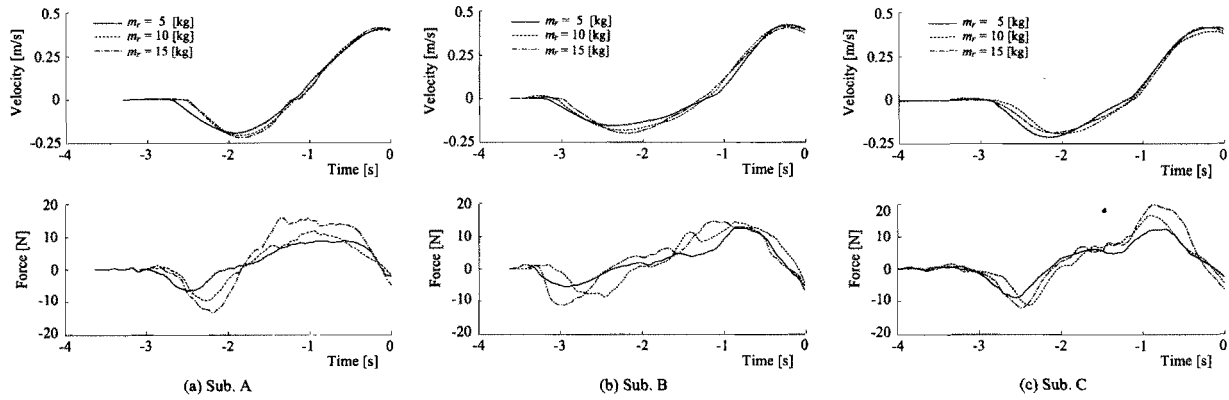 0.5
0.25
0
-0.25
Velocity [m/s]
m_r = 5 [kg]
m_r = 10 [kg]
m_r = 15 [kg]
-4 -3 -2 -1 0
Time [s]
20
10
0
-10
-20
Force [N]
-4 -3 -2 -1 0
Time [s]
(a) Sub. A
0.5
0.25
0
-0.25
Velocity [m/s]
m_r = 5 [kg]
m_r = 10 [kg]
m_r = 15 [kg]
-4 -3 -2 -1 0
Time [s]
20
10
0
-10
20
Force [N]
-4 -3 -2 -1 0
Time [s]
(b) Sub. B
0.5
0.25
0
-0.25
Velocity [m/s]
m_r = 5 [kg]
m_r = 10 [kg]
m_r = 15 [kg]
-4 -3 -2 -1 0
Time [s]
20
10
0
-10
20
Force [N]
-4 -3 -2 -1 0
Time [s]
(c) Sub. C